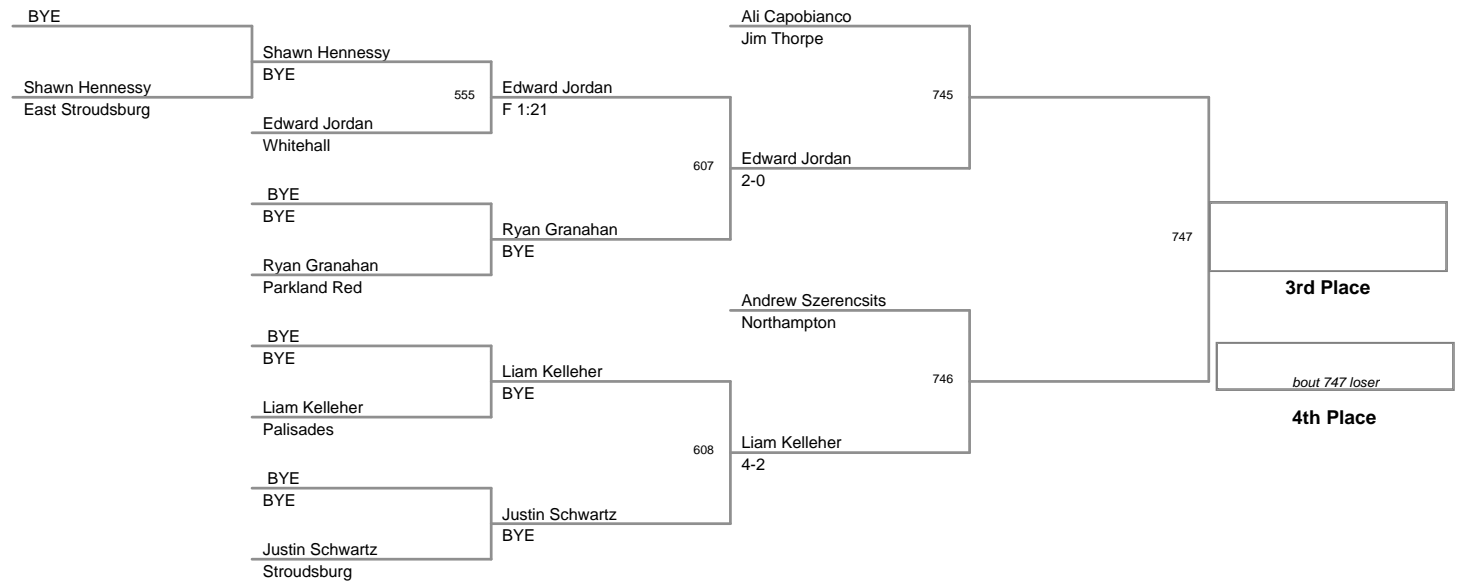 BYE
Shawn Hennessy
East Stroudsburg
Shawn Hennessy
BYE
555
Edward Jordan
Whitehall
BYE
BYE
Ryan Granahan
Parkland Red
BYE
BYE
Liam Kelleher
Palisades
BYE
BYE
Justin Schwartz
Stroudsburg
Edward Jordan
F 1:21
607
Ryan Granahan
BYE
Liam Kelleher
BYE
608
Justin Schwartz
BYE
Ali Capobianco
Jim Thorpe
745
Edward Jordan
2-0
Andrew Szerencsits
Northampton
746
Liam Kelleher
4-2
747
3rd Place
bout 747 loser
4th Place